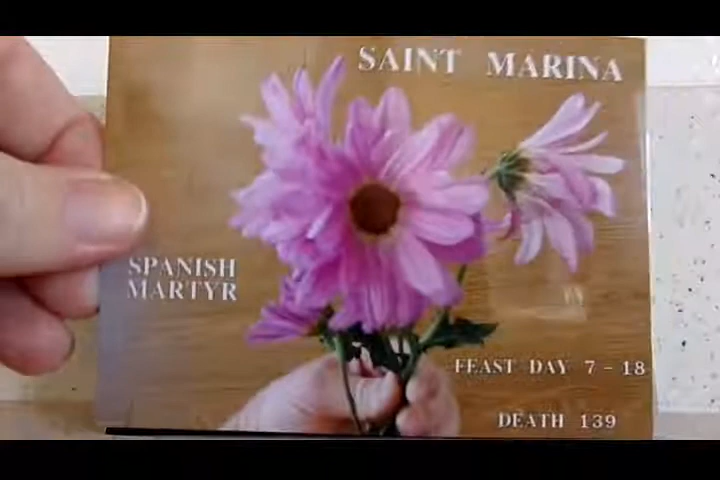 SAINT MARINA
SPANISH
MARTYR
FEAST DAY 7-18
DEATH 139